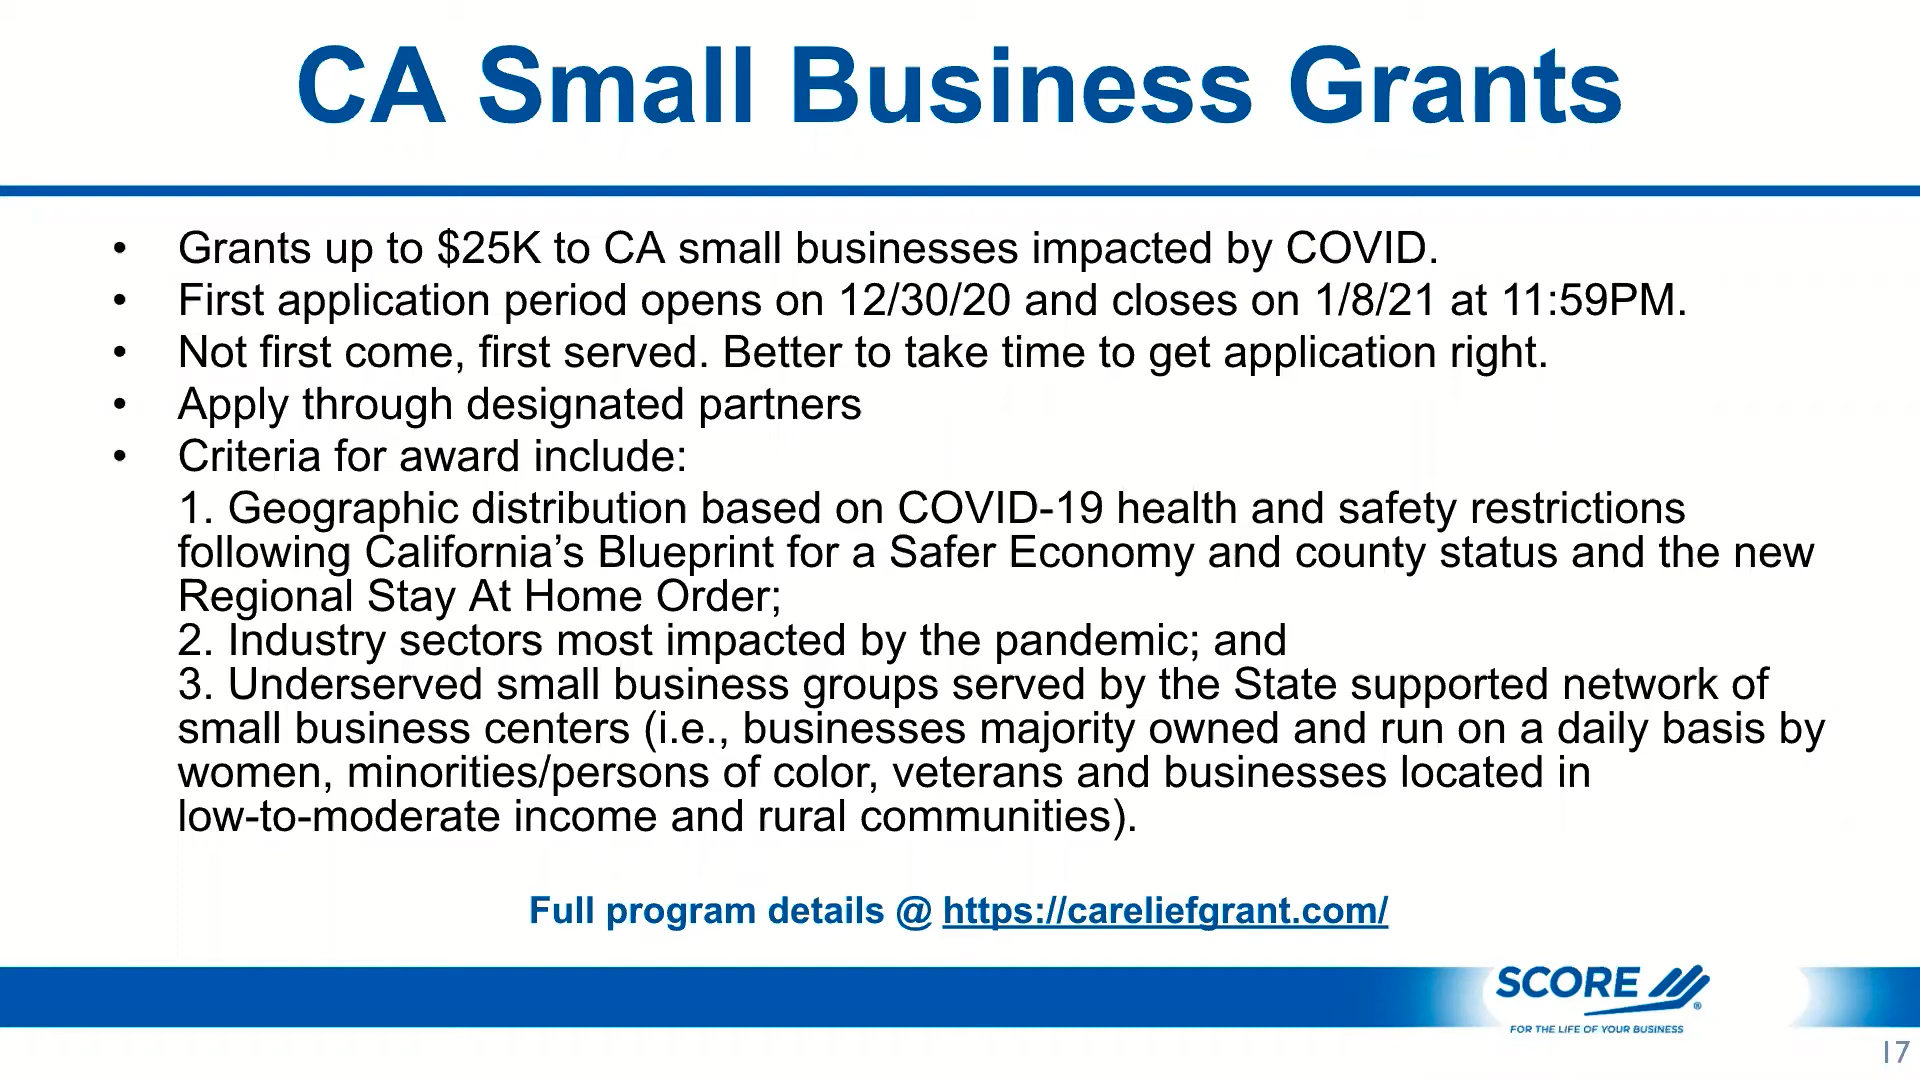 CA Small Business Grants
• Grants up to $25K to CA small businesses impacted by COVID.
• First application period opens on 12/30/20 and closes on 1/8/21 at 11:59PM.
• Not first come, first served. Better to take time to get application right.
• Apply through designated partners
• Criteria for award include:
1. Geographic distribution based on COVID-19 health and safety restrictions
following California’s Blueprint for a Safer Economy and county status and the new
Regional Stay At Home Order;
2. Industry sectors most impacted by the pandemic; and
3. Underserved small business groups served by the State supported network of
small business centers (i.e., businesses majority owned and run on a daily basis by
women, minorities/persons of color, veterans and businesses located in
low-to-moderate income and rural communities).
Full program details @ https://careliefgrant.com/
SCORE ®
FOR THE LIFE OF YOUR BUSINESS
17